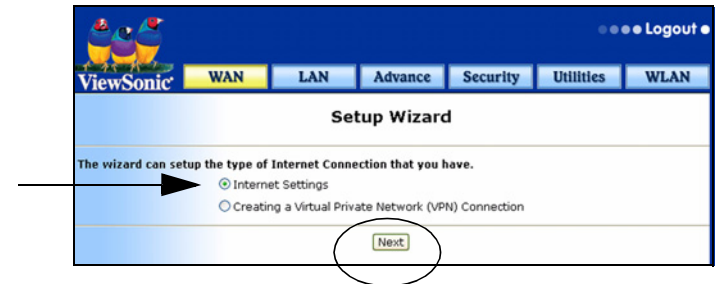 Logout
ViewSonic
WAN LAN Advance Security Utilities WLAN
Setup Wizard
The wizard can setup the type of Internet Connection that you have.
Internet Settings
Creating a Virtual Private Network (VPN) Connection
Next